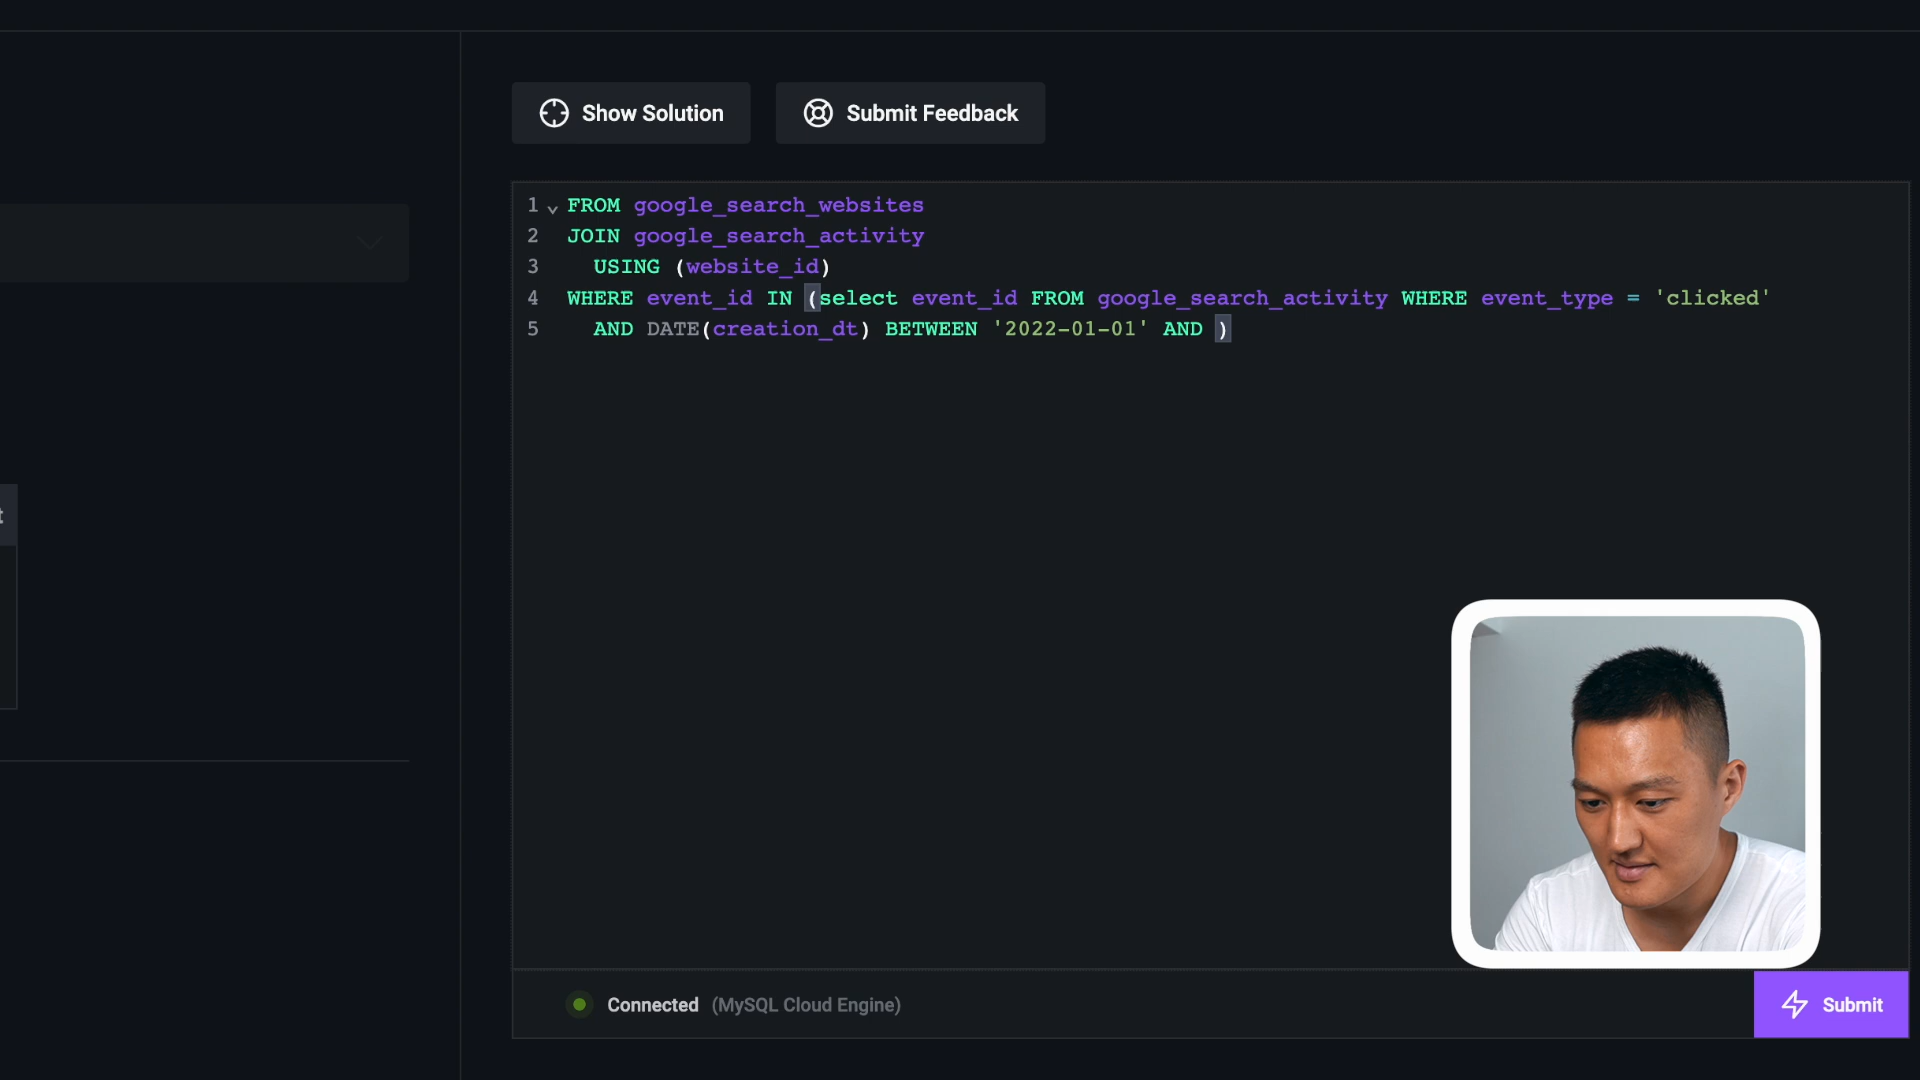 Show Solution
Submit Feedback
1 FROM google_search_websites
2 JOIN google_search_activity
3 USING (website_id)
4 WHERE event_id IN (select event_id FROM google_search_activity WHERE event_type = 'clicked'
5 AND DATE(creation_dt) BETWEEN '2022-01-01' AND )
t
Connected (MySQL Cloud Engine)
Submit